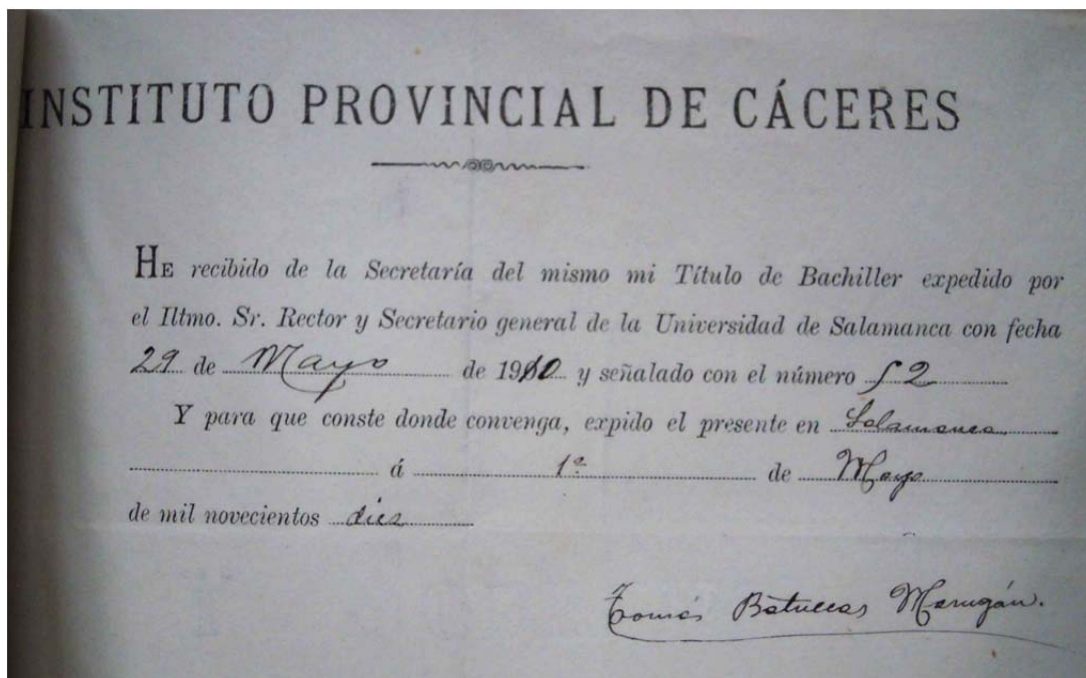 INSTITUTO PROVINCIAL DE CÁCERES
HE recibido de la Secretaría del mismo mi Título de Bachiller expedido por
el Iltmo. Sr. Rector y Secretario general de la Universidad de Salamanca con fecha
29 de Mayo de 1910 y señalado con el número 52
Y para que conste donde convenga, expido el presente en Salamanca
á 1º de Mayo
de mil novecientos diez
Tomás Batuecas Marugán.